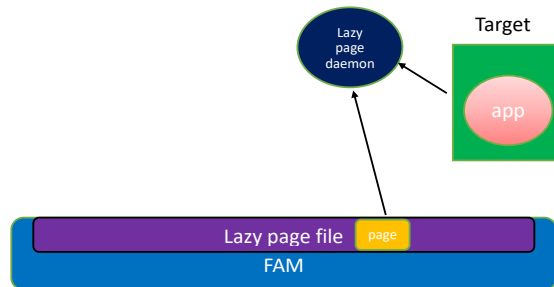 Target
Lazy
page
daemon
app
Lazy page file
page
FAM